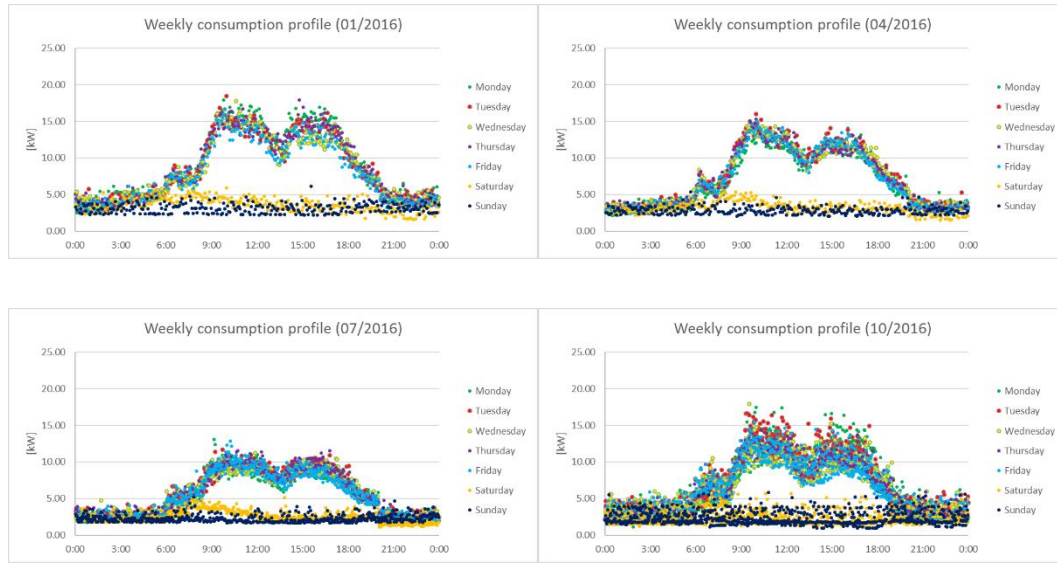 Weekly consumption profile (01/2016)
25.00
20.00
15.00
10.00
5.00
0.00
[kW]
0:00 3:00 6:00 9:00 12:00 15:00 18:00 21:00 0:00
Monday
Tuesday
Wednesday
Thursday
Friday
Saturday
Sunday
Weekly consumption profile (04/2016)
25.00
20.00
15.00
10.00
5.00
0.00
[kW]
0:00 3:00 6:00 9:00 12:00 15:00 18:00 21:00 0:00
Monday
Tuesday
Wednesday
Thursday
Friday
Saturday
Sunday
Weekly consumption profile (07/2016)
25.00
20.00
15.00
10.00
5.00
0.00
[kW]
0:00 3:00 6:00 9:00 12:00 15:00 18:00 21:00 0:00
Monday
Tuesday
Wednesday
Thursday
Friday
Saturday
Sunday
Weekly consumption profile (10/2016)
25.00
20.00
15.00
10.00
5.00
0.00
[kW]
0:00 3:00 6:00 9:00 12:00 15:00 18:00 21:00 0:00
Monday
Tuesday
Wednesday
Thursday
Friday
Saturday
Sunday